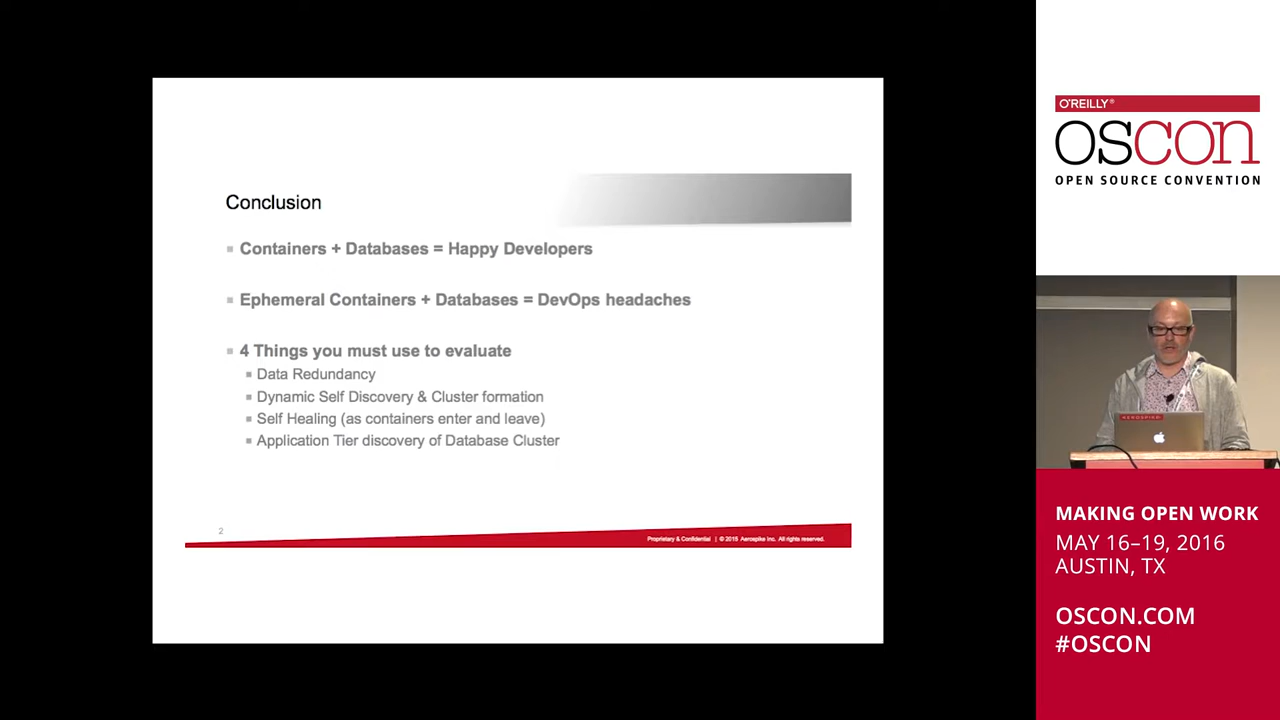 Conclusion
Containers + Databases = Happy Developers
Ephemeral Containers + Databases = DevOps headaches
4 Things you must use to evaluate
Data Redundancy
Dynamic Self Discovery & Cluster formation
Self Healing (as containers enter and leave)
Application Tier discovery of Database Cluster
2
Proprietary & Confidential | © 2015 Aerospike Inc. All rights reserved.
O'REILLY®
OSCON
OPEN SOURCE CONVENTION
AEROSPIKE
MAKING OPEN WORK
MAY 16–19, 2016
AUSTIN, TX
OSCON.COM
#OSCON